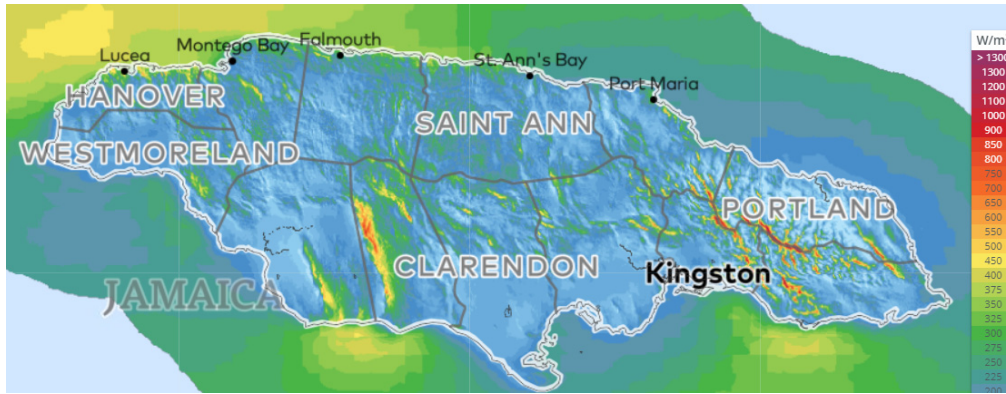 Lucea
Montego Bay
Falmouth
St. Ann's Bay
Port Maria
HANOVER
WESTMORELAND
SAINT ANN
PORTLAND
CLARENDON
Kingston
JAMAICA
W/m
> 1300
1300
1200
1100
1000
900
850
800
750
700
650
600
550
500
450
400
375
350
325
300
275
250
225
200